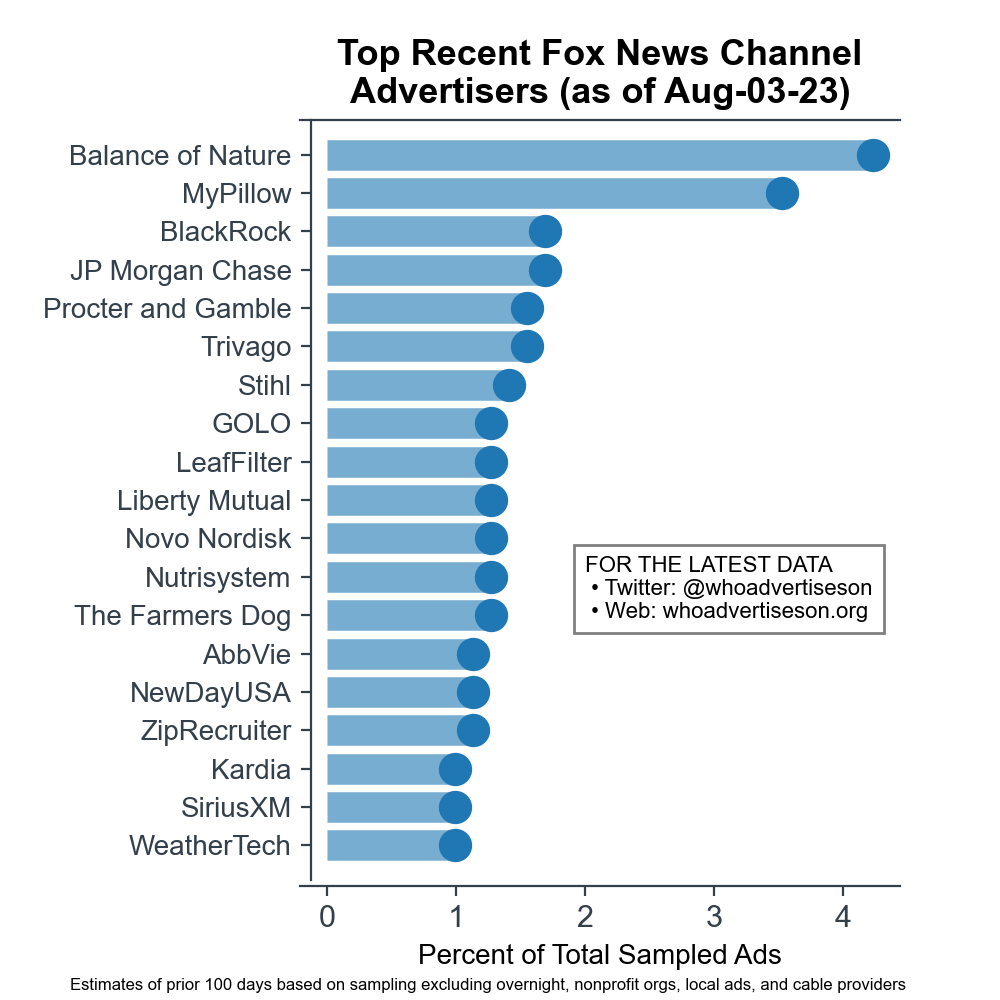 Top Recent Fox News Channel
Advertisers (as of Aug-03-23)
Balance of Nature
MyPillow
BlackRock
JP Morgan Chase
Procter and Gamble
Trivago
Stihl
GOLO
LeafFilter
Liberty Mutual
Novo Nordisk
Nutrisystem
The Farmers Dog
AbbVie
NewDayUSA
ZipRecruiter
Kardia
SiriusXM
WeatherTech
FOR THE LATEST DATA
• Twitter: @whoadvertiseson
• Web: whoadvertiseson.org
0 1 2 3 4
Percent of Total Sampled Ads
Estimates of prior 100 days based on sampling excluding overnight, nonprofit orgs, local ads, and cable providers